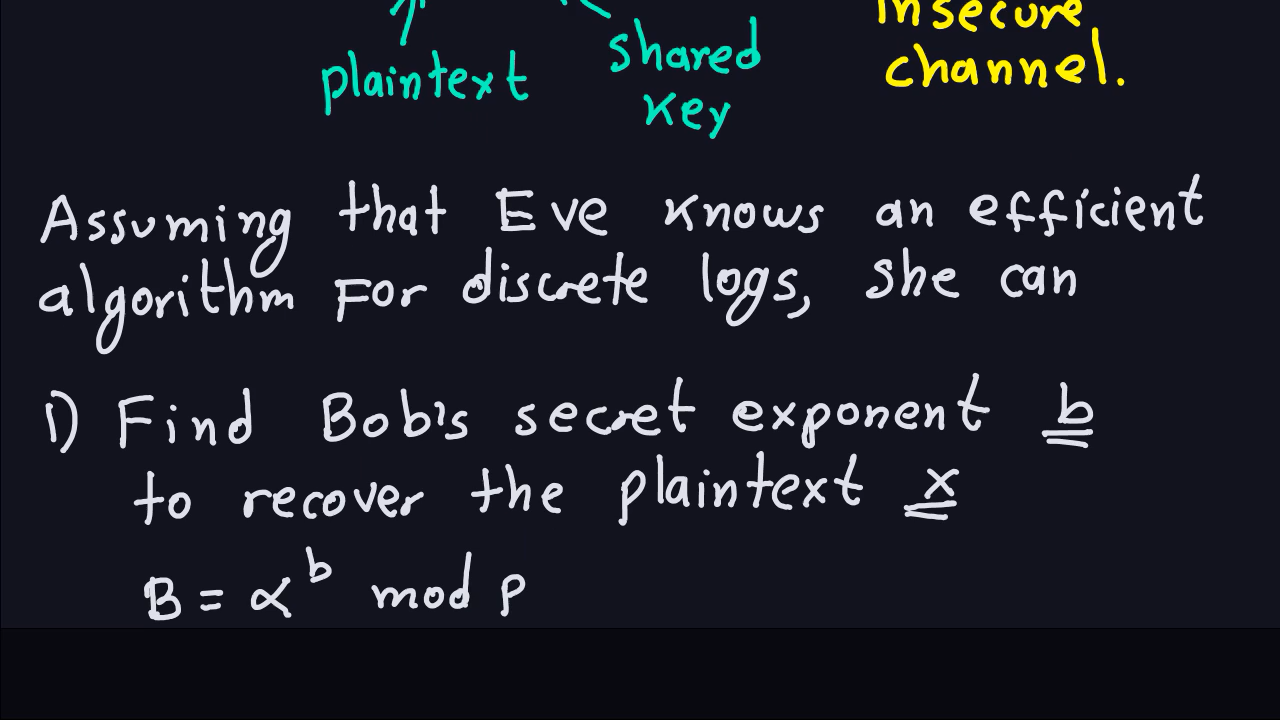 insecure
channel.
plaintext
shared
key
Assuming that Eve knows an efficient
algorithm For discrete logs, she can
1) Find Bob's secret exponent b
to recover the plaintext x
B = α^b mod p